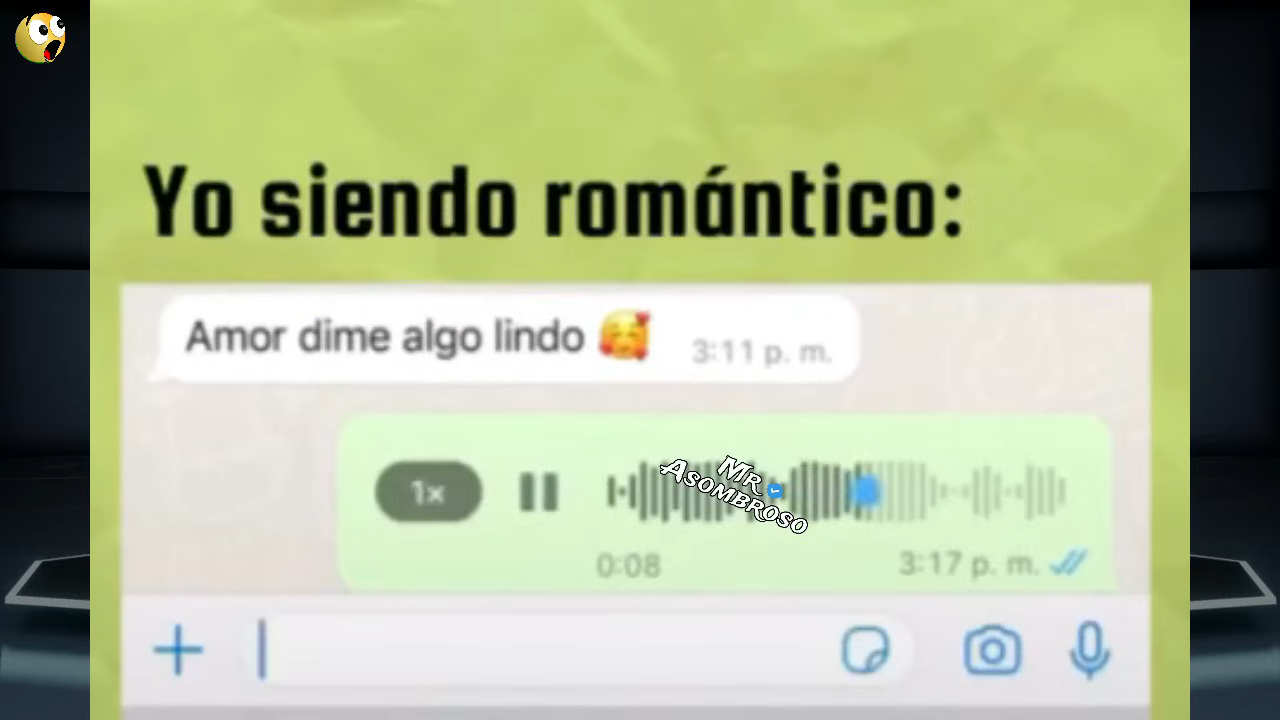 Yo siendo romántico:
Amor dime algo lindo 🥰 3:11 p. m.
1x
Mr
Asombroso
0:08 3:17 p. m.